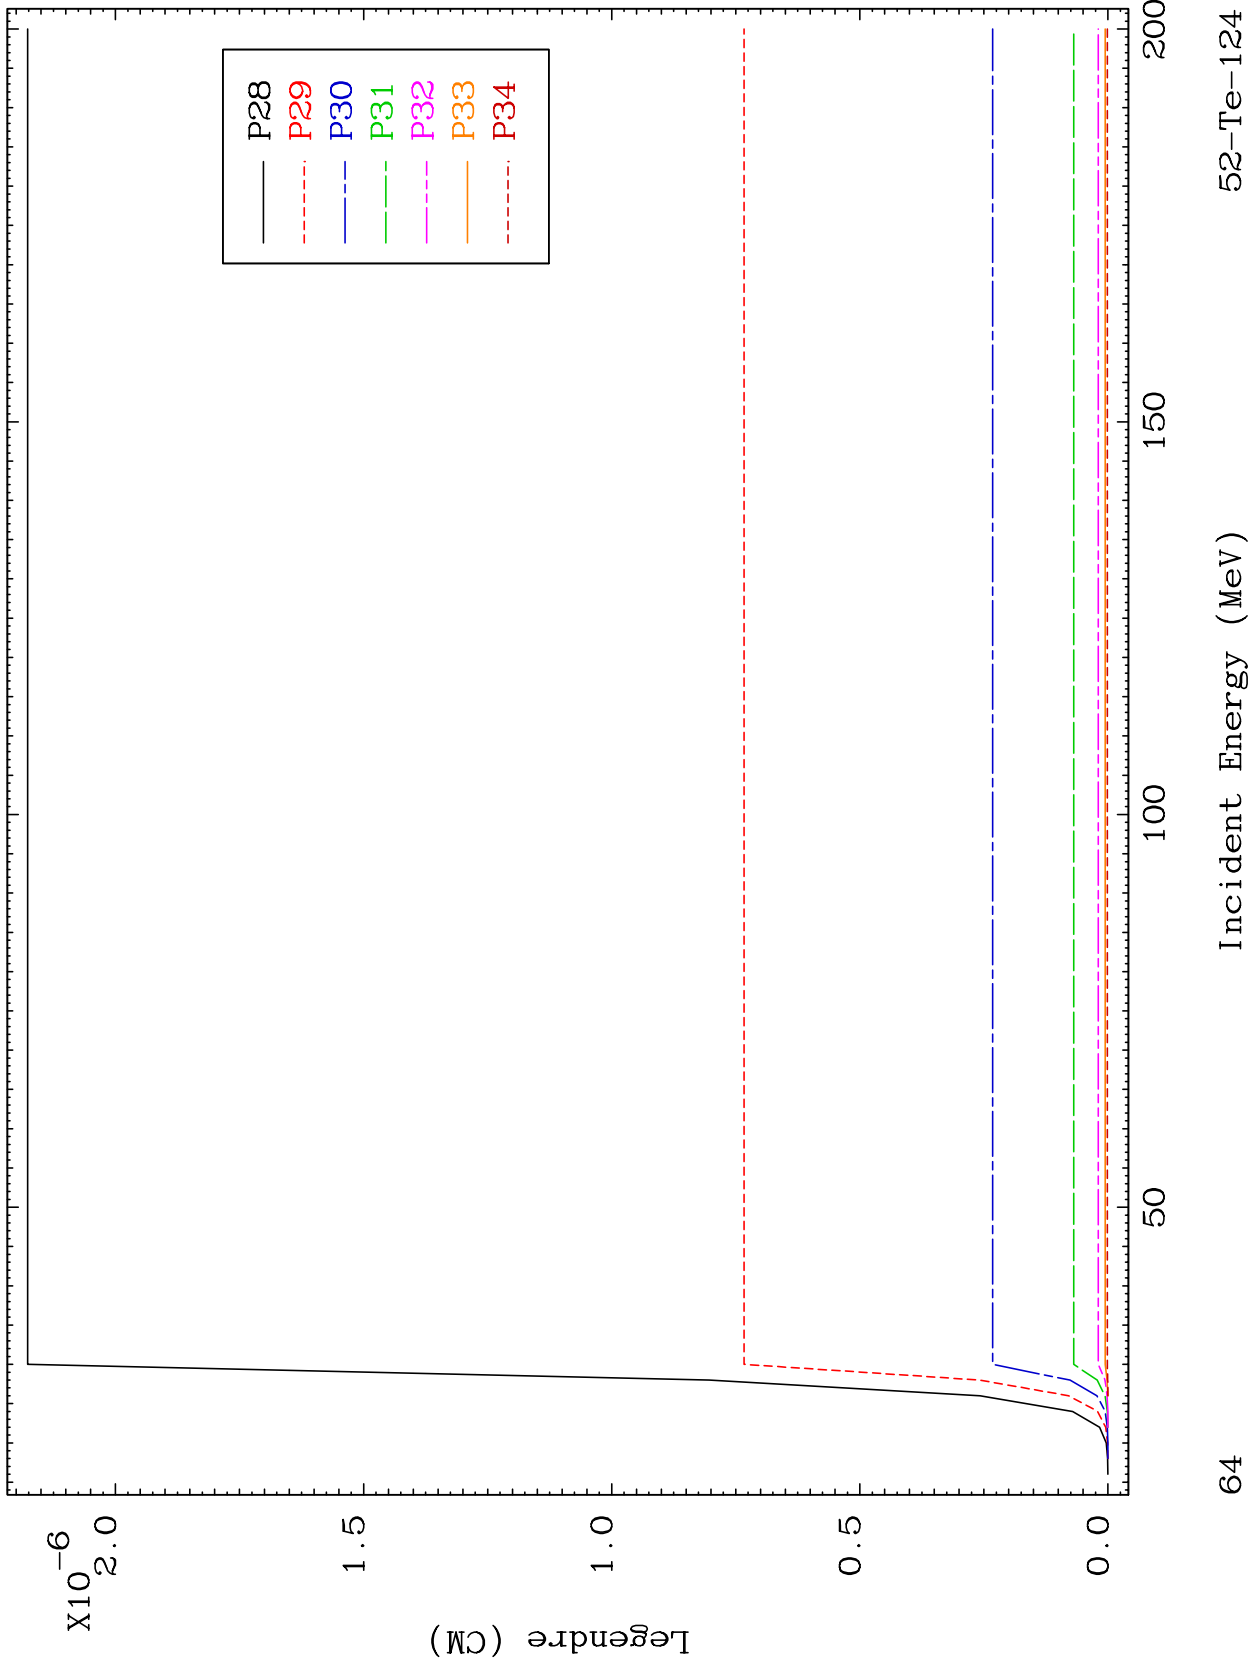 X10-6
2.0
1.5
1.0
0.5
0.0
Legendre (CM)
P28
P29
P30
P31
P32
P33
P34
50
100
150
200
Incident Energy (MeV)
64
52-Te-124